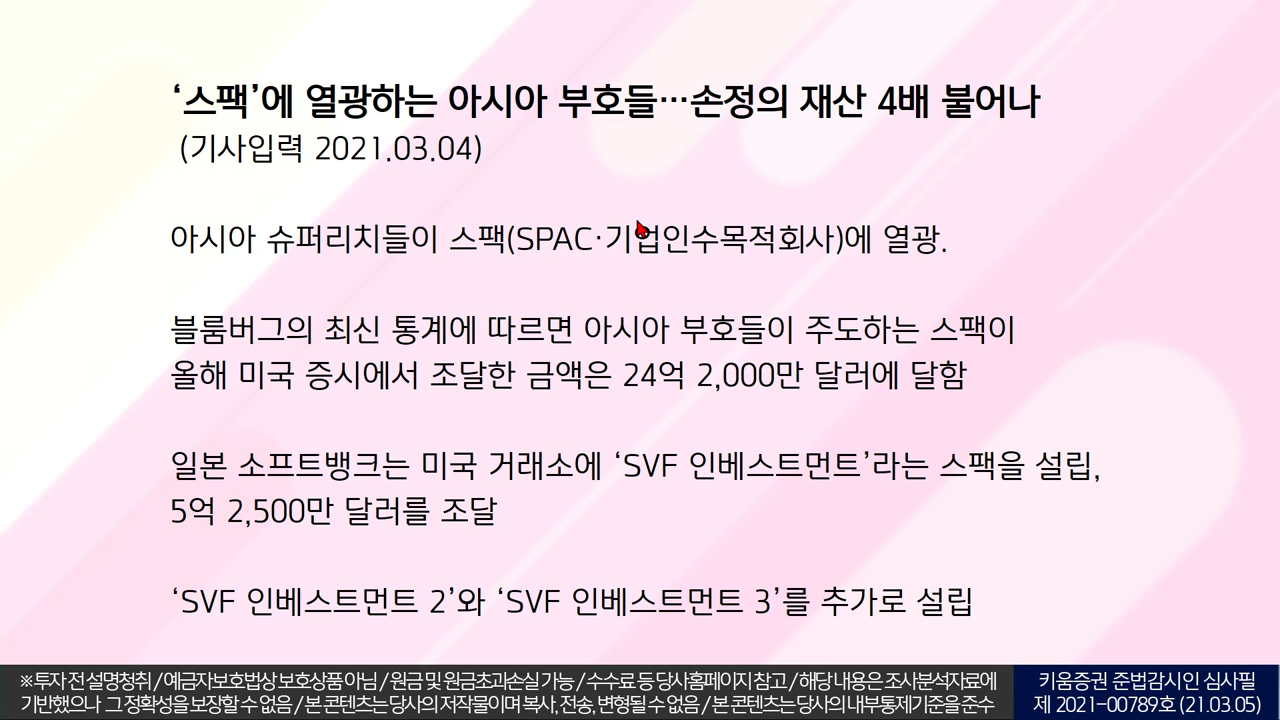 ‘스팩’에 열광하는 아시아 부호들…손정의 재산 4배 불어나
(기사입력 2021.03.04)
아시아 슈퍼리치들이 스팩(SPAC·기업인수목적회사)에 열광.
블룸버그의 최신 통계에 따르면 아시아 부호들이 주도하는 스팩이
올해 미국 증시에서 조달한 금액은 24억 2,000만 달러에 달함
일본 소프트뱅크는 미국 거래소에 ‘SVF 인베스트먼트’라는 스팩을 설립,
5억 2,500만 달러를 조달
‘SVF 인베스트먼트 2’와 ‘SVF 인베스트먼트 3’를 추가로 설립
※ 투자 전 설명청취 / 예금자보호법상 보호상품 아님 / 원금 및 원금초과손실 가능 / 수수료 등 당사홈페이지 참고 / 해당 내용은 조사분석자료에
기반했으나 그 정확성을 보장할 수 없음 / 본 콘텐츠는 당사의 저작물이며 복사, 전송, 변형될 수 없음 / 본 콘텐츠는 당사의 내부통제기준을 준수
키움증권 준법감시인 심사필
제 2021-00789호 (21.03.05)